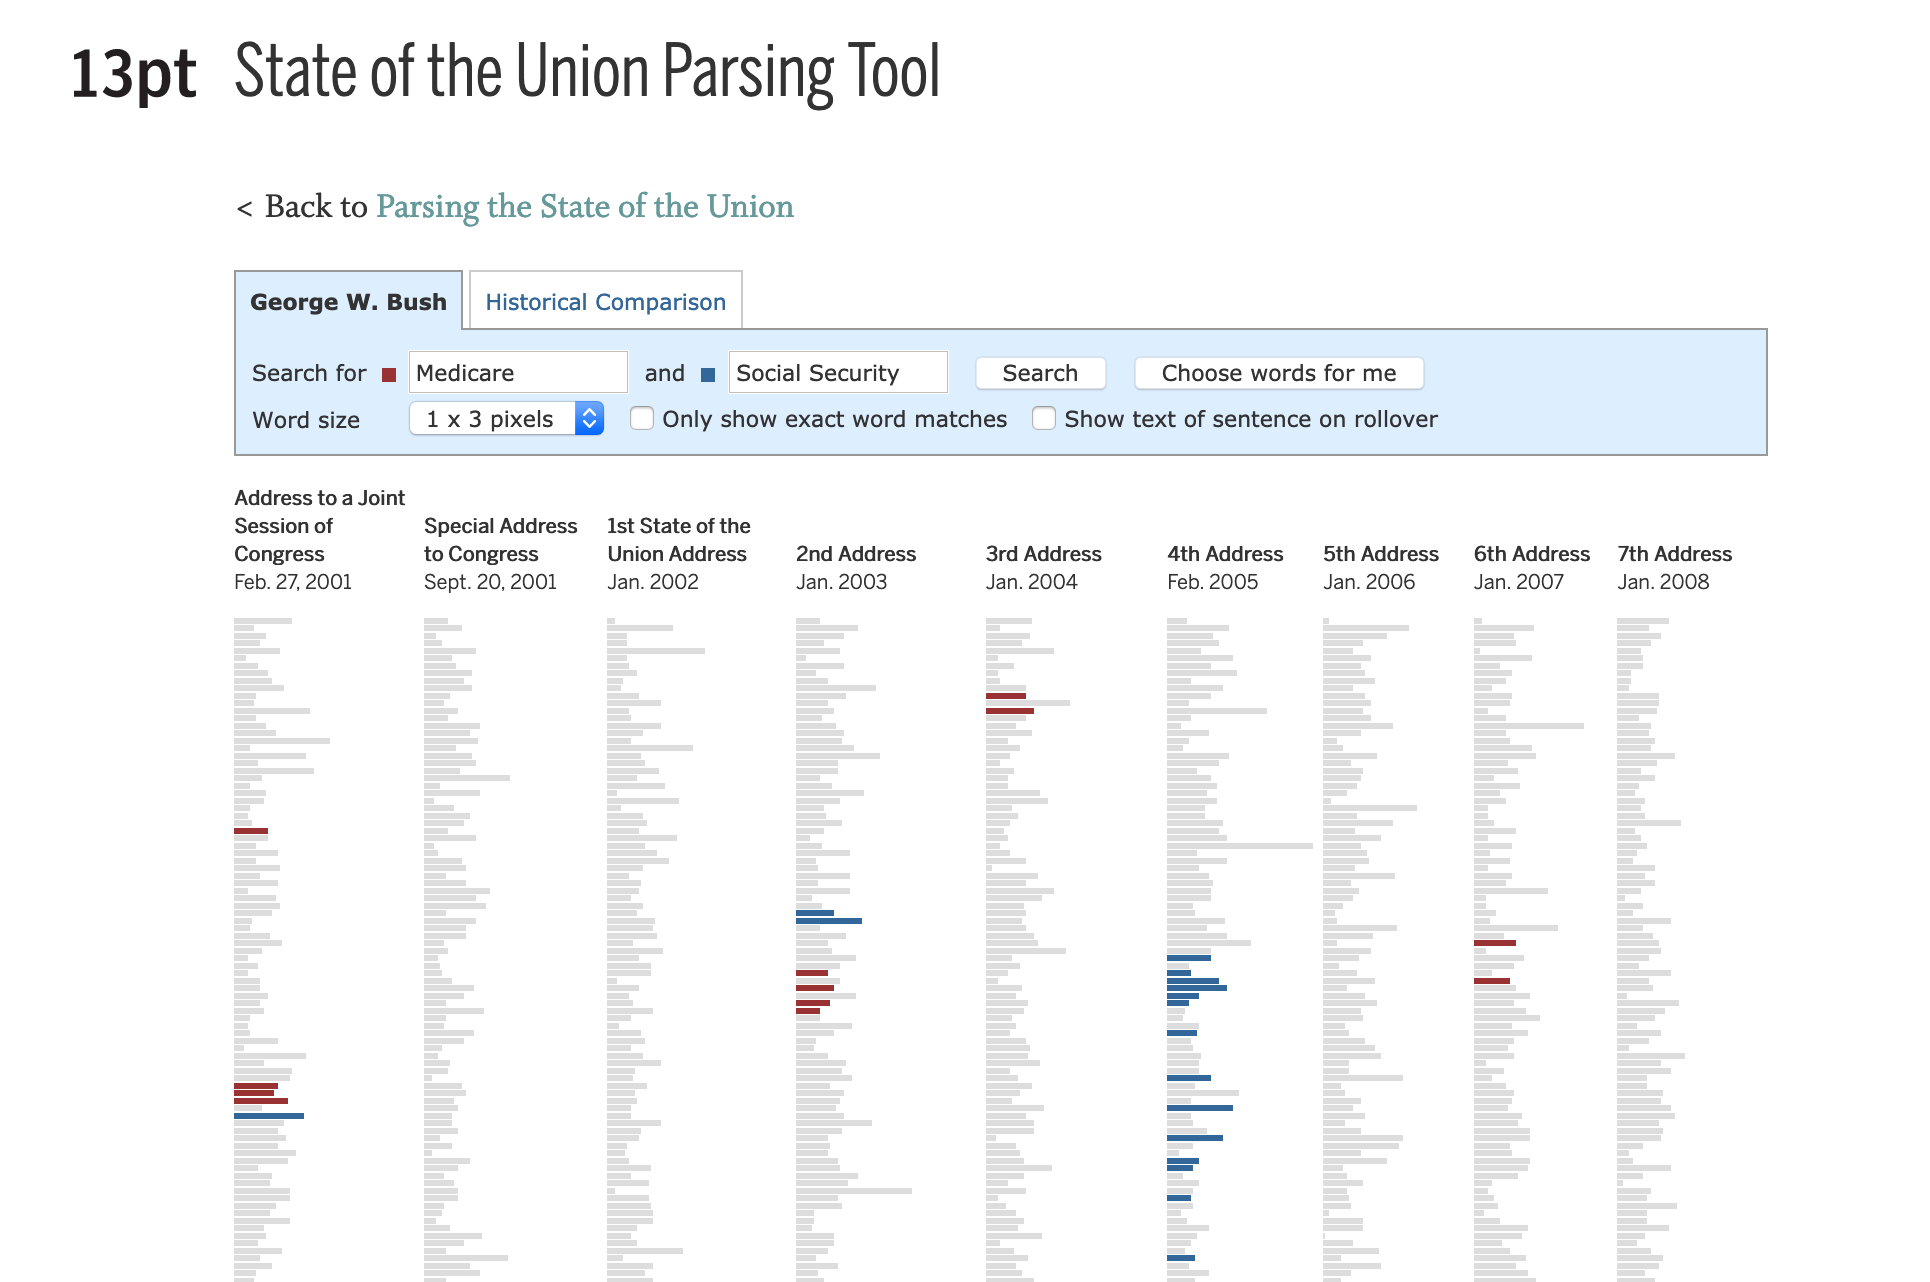 13pt State of the Union Parsing Tool
< Back to Parsing the State of the Union
George W. Bush Historical Comparison
Search for Medicare and Social Security Search Choose words for me
Word size 1 x 3 pixels Only show exact word matches Show text of sentence on rollover
Address to a Joint
Session of
Congress
Feb. 27, 2001
Special Address
to Congress
Sept. 20, 2001
1st State of the
Union Address
Jan. 2002
2nd Address
Jan. 2003
3rd Address
Jan. 2004
4th Address
Feb. 2005
5th Address
Jan. 2006
6th Address
Jan. 2007
7th Address
Jan. 2008